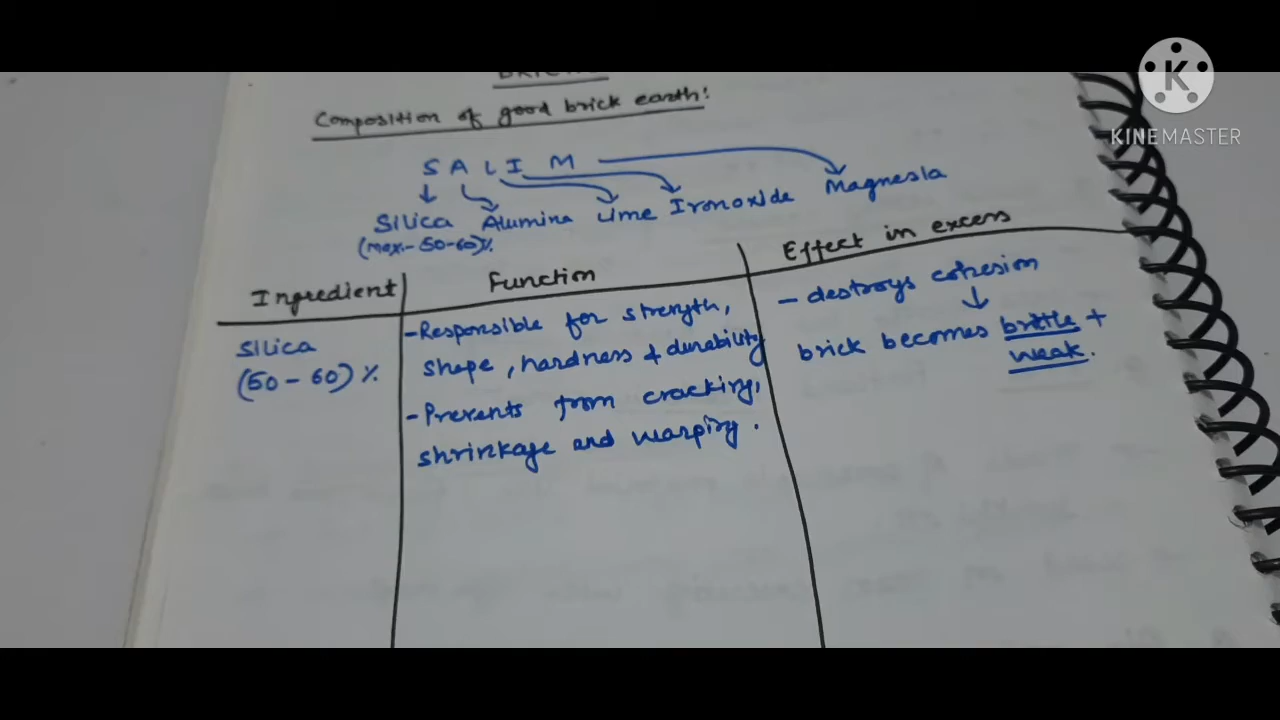 Composition of good brick earth:
S A L I M
Silica Alumina Lime Iron oxide Magnesia
(max- 50-60)%
Ingredient Function Effect in excess
Silica
(50 - 60) %
- Responsible for strength,
shape, hardness & durability
- Prevents from cracking,
shrinkage and warping.
- destroys cohesion
brick becomes brittle +
weak.
K
KINEMASTER